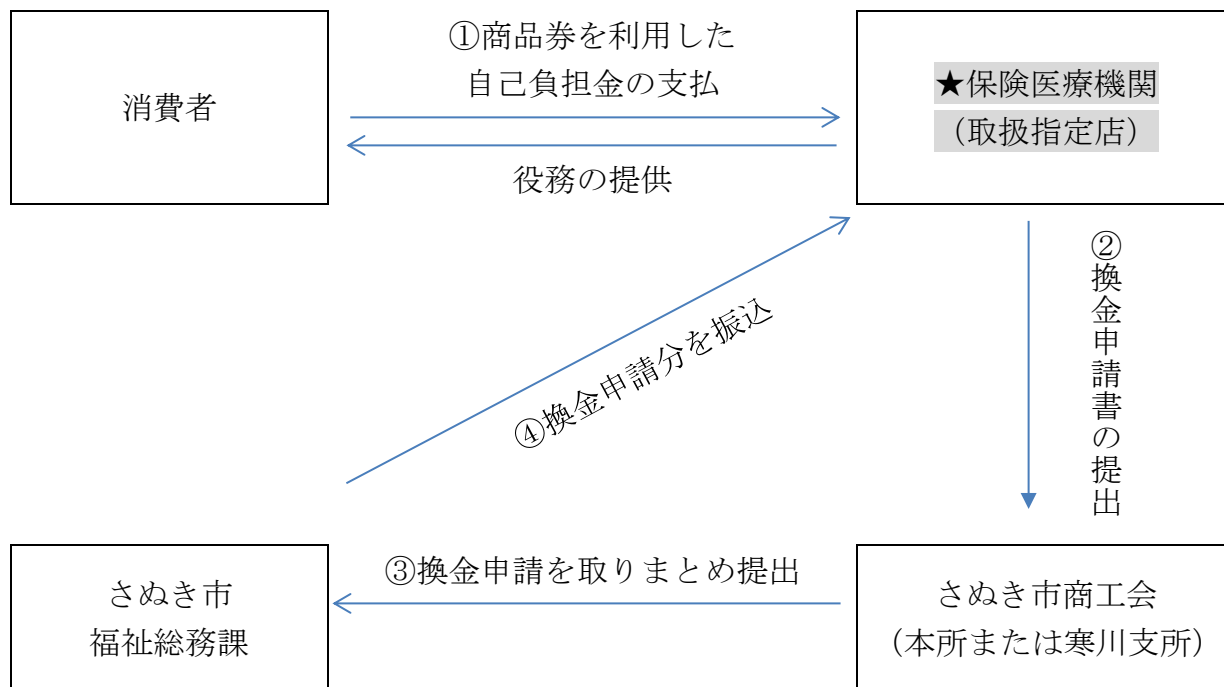 ①商品券を利用した
自己負担金の支払
消費者
★保険医療機関
（取扱指定店）
役務の提供
②換金申請書の提出
④換金申請分を振込
③換金申請を取りまとめ提出
さぬき市
福祉総務課
さぬき市商工会
（本所または寒川支所）